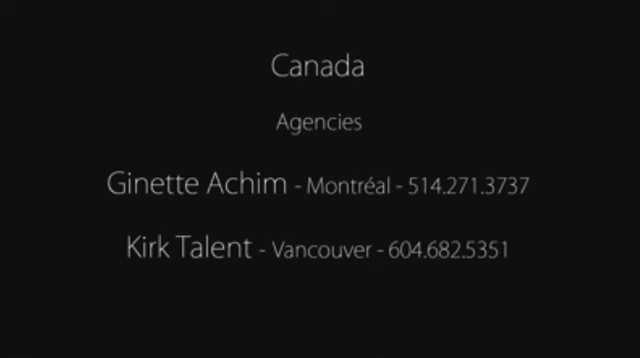 Canada
Agencies
Ginette Achim - Montréal - 514.271.3737
Kirk Talent - Vancouver - 604.682.5351